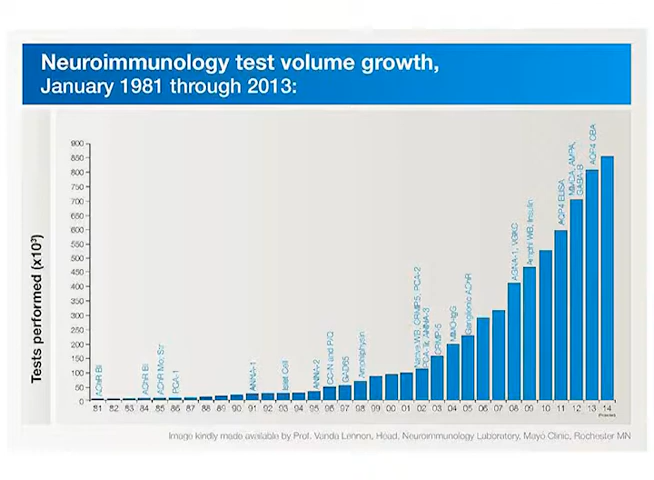 Neuroimmunology test volume growth,
January 1981 through 2013:
Tests performed (x10³)
900
850
800
750
700
650
600
550
500
450
400
350
300
250
200
150
100
50
0
AChR Bl
AChR Bl
AChR Mo; Str
PCA-1
ANNA-1
Islet Cell
ANNA-2
CC-N and P/Q
GAD65
Amphiphysin
Native WB, CRMP5, PCA-2
PCA-Tr, ANNA-3
CRMP-5
NMO-IgG
Ganglionic AChR
AGNA-1, VGKC
Amphi WB, Insulin
AQP4 ELISA
NMDA, AMPA,
GABA-B
AQP4 CBA
81 82 83 84 85 86 87 88 89 90 91 92 93 94 95 96 97 98 99 00 01 02 03 04 05 06 07 08 09 10 11 12 13 14
Image kindly made available by Prof. Vanda Lennon, Head, Neuroimmunology Laboratory, Mayo Clinic, Rochester MN